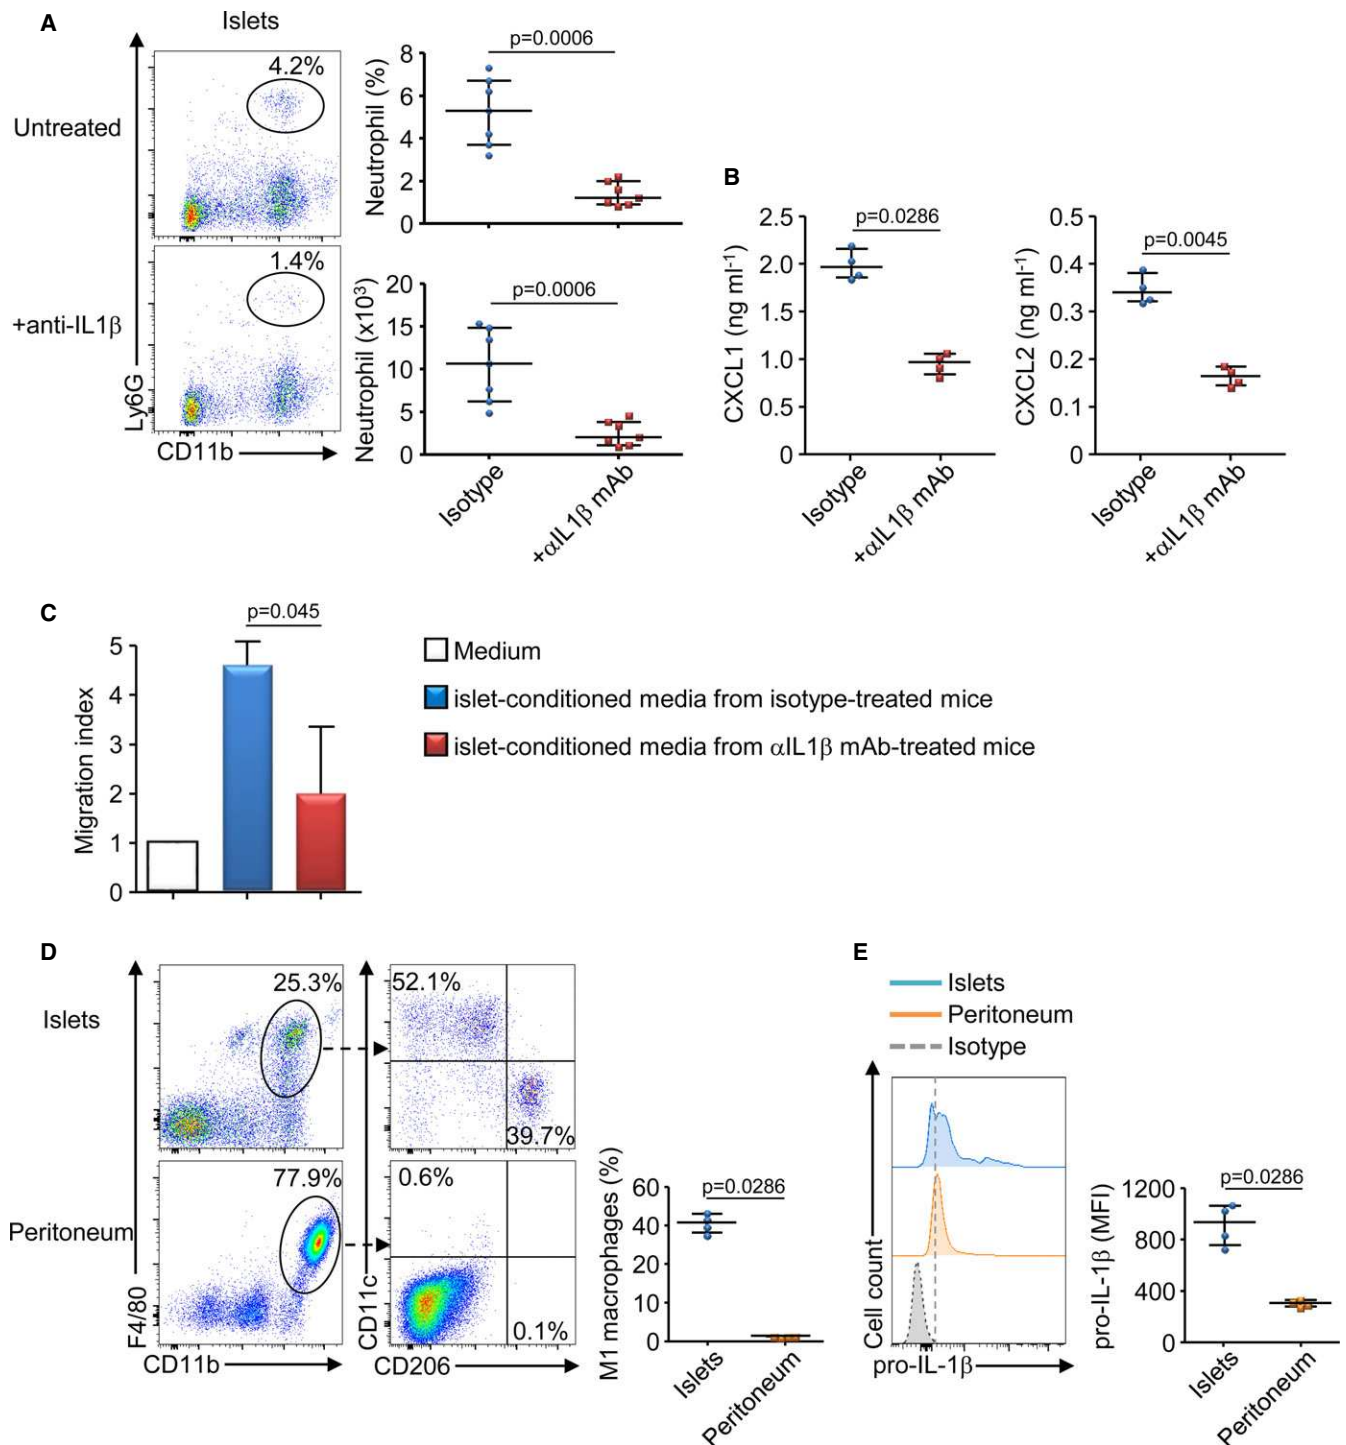 A
Islets
Untreated
4.2%
+anti-IL1β
1.4%
Ly6G
CD11b
p=0.0006
Neutrophil (%)
8
6
4
2
0
p=0.0006
Neutrophil (x10³)
20
15
10
5
0
Isotype
+αIL1β mAb
B
p=0.0286
CXCL1 (ng ml⁻¹)
2.5
2.0
1.5
1.0
0.5
0
Isotype
+αIL1β mAb
p=0.0045
CXCL2 (ng ml⁻¹)
0.5
0.4
0.3
0.2
0.1
0
Isotype
+αIL1β mAb
C
p=0.045
Migration index
5
4
3
2
1
0
Medium
islet-conditioned media from isotype-treated mice
islet-conditioned media from αIL1β mAb-treated mice
D
Islets
25.3%
52.1%
39.7%
Peritoneum
77.9%
0.6%
0.1%
F4/80
CD11b
CD11c
CD206
M1 macrophages (%)
p=0.0286
60
40
20
10
0
Islets
Peritoneum
E
Islets
Peritoneum
Isotype
Cell count
pro-IL-1β
p=0.0286
pro-IL-1β (MFI)
1200
800
400
0
Islets
Peritoneum